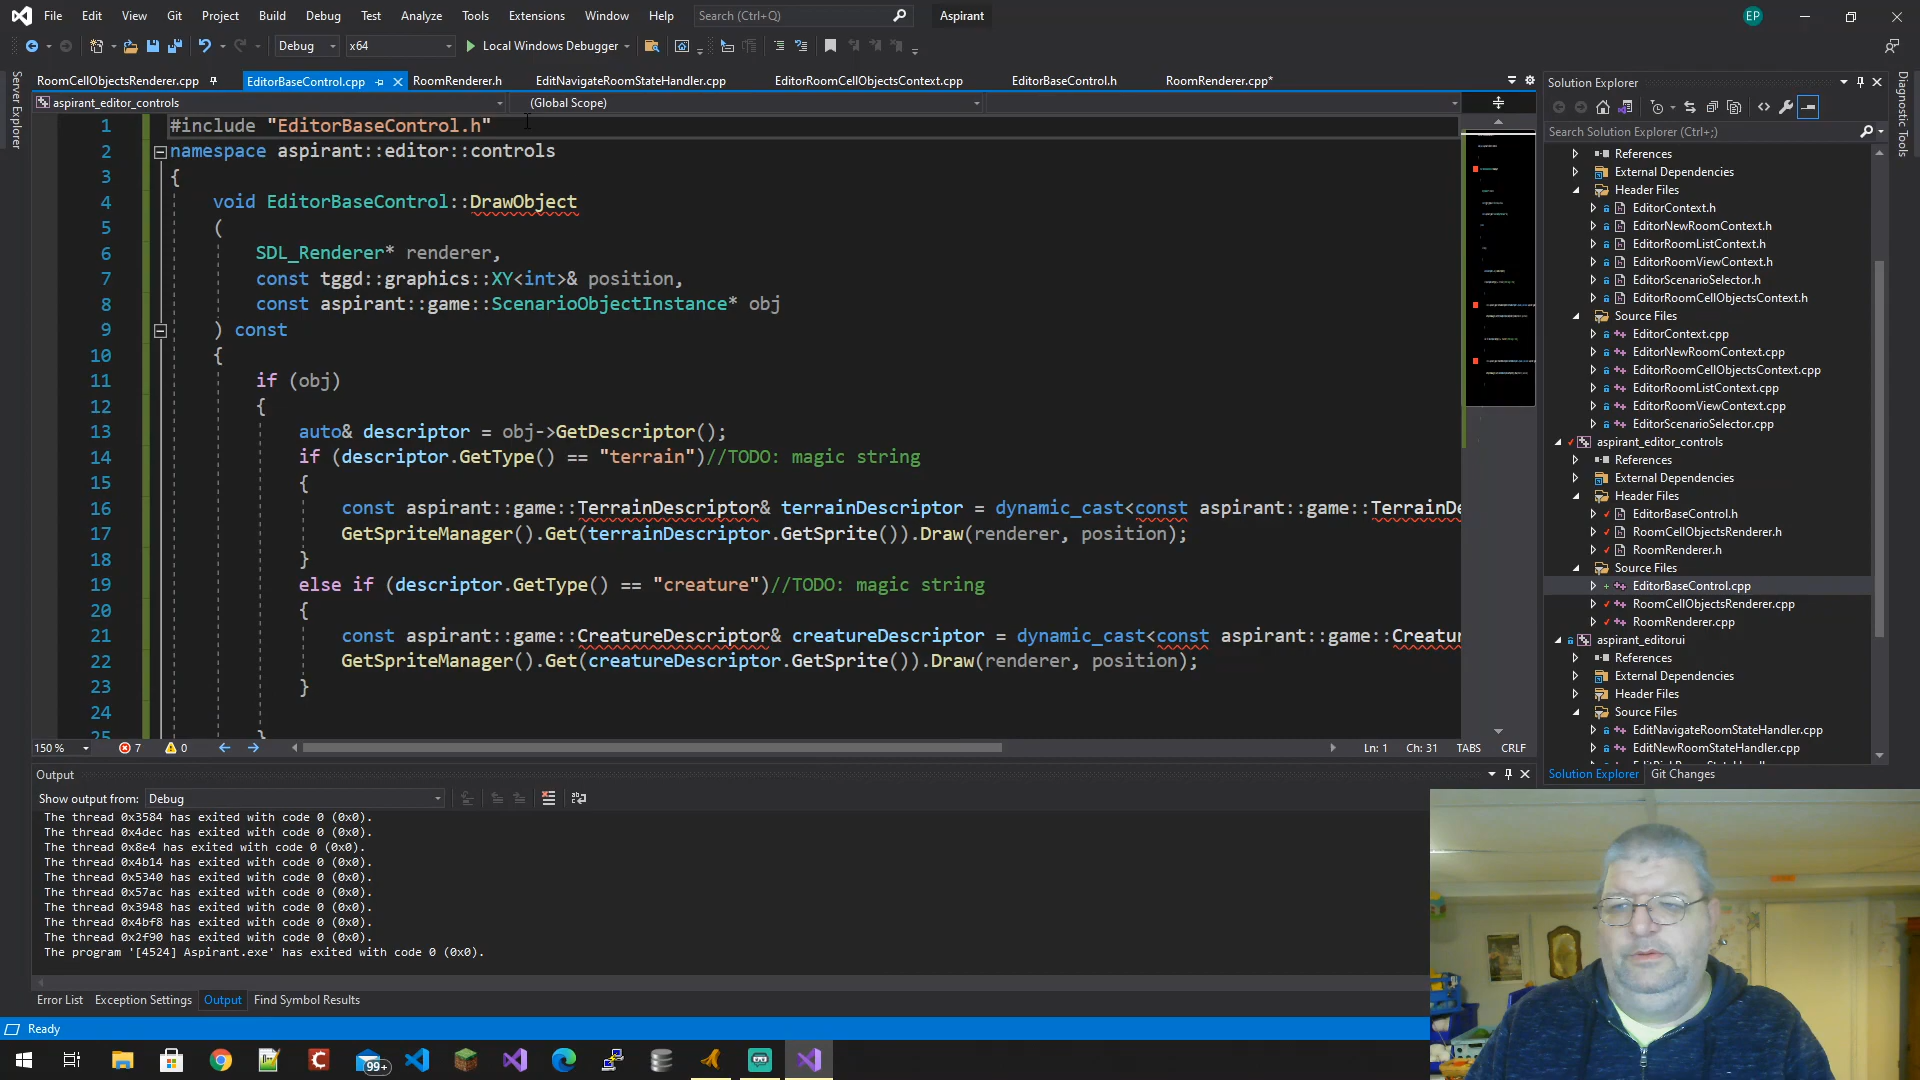 File Edit View Git Project Build Debug Test Analyze Tools Extensions Window Help Search (Ctrl+Q) Aspirant EP
Debug x64 Local Windows Debugger
RoomCellObjectsRenderer.cpp EditorBaseControl.cpp RoomRenderer.h EditNavigateRoomStateHandler.cpp EditorRoomCellObjectsContext.cpp EditorBaseControl.h RoomRenderer.cpp*
aspirant_editor_controls (Global Scope)
1 #include "EditorBaseControl.h"
2 namespace aspirant::editor::controls
3 {
4 void EditorBaseControl::DrawObject
5 (
6 SDL_Renderer* renderer,
7 const tggd::graphics::XY<int>& position,
8 const aspirant::game::ScenarioObjectInstance* obj
9 ) const
10 {
11 if (obj)
12 {
13 auto& descriptor = obj->GetDescriptor();
14 if (descriptor.GetType() == "terrain")//TODO: magic string
15 {
16 const aspirant::game::TerrainDescriptor& terrainDescriptor = dynamic_cast<const aspirant::game::TerrainDe
17 GetSpriteManager().Get(terrainDescriptor.GetSprite()).Draw(renderer, position);
18 }
19 else if (descriptor.GetType() == "creature")//TODO: magic string
20 {
21 const aspirant::game::CreatureDescriptor& creatureDescriptor = dynamic_cast<const aspirant::game::Creatur
22 GetSpriteManager().Get(creatureDescriptor.GetSprite()).Draw(renderer, position);
23 }
24
25 }
150 % 7 0 Ln: 1 Ch: 31 TABS CRLF
Output
Show output from: Debug
The thread 0x3584 has exited with code 0 (0x0).
The thread 0x4dec has exited with code 0 (0x0).
The thread 0x8e4 has exited with code 0 (0x0).
The thread 0x4b14 has exited with code 0 (0x0).
The thread 0x5340 has exited with code 0 (0x0).
The thread 0x57ac has exited with code 0 (0x0).
The thread 0x3948 has exited with code 0 (0x0).
The thread 0x4bf8 has exited with code 0 (0x0).
The thread 0x2f90 has exited with code 0 (0x0).
The program '[4524] Aspirant.exe' has exited with code 0 (0x0).
Error List Exception Settings Output Find Symbol Results
Ready
99+
Server Explorer
Solution Explorer
Search Solution Explorer (Ctrl+;)
References
External Dependencies
Header Files
EditorContext.h
EditorNewRoomContext.h
EditorRoomListContext.h
EditorRoomViewContext.h
EditorScenarioSelector.h
EditorRoomCellObjectsContext.h
Source Files
EditorContext.cpp
EditorNewRoomContext.cpp
EditorRoomCellObjectsContext.cpp
EditorRoomListContext.cpp
EditorRoomViewContext.cpp
EditorScenarioSelector.cpp
aspirant_editor_controls
References
External Dependencies
Header Files
EditorBaseControl.h
RoomCellObjectsRenderer.h
RoomRenderer.h
Source Files
EditorBaseControl.cpp
RoomCellObjectsRenderer.cpp
RoomRenderer.cpp
aspirant_editorui
References
External Dependencies
Header Files
Source Files
EditNavigateRoomStateHandler.cpp
EditNewRoomStateHandler.cpp
Solution Explorer Git Changes
Diagnostic Tools